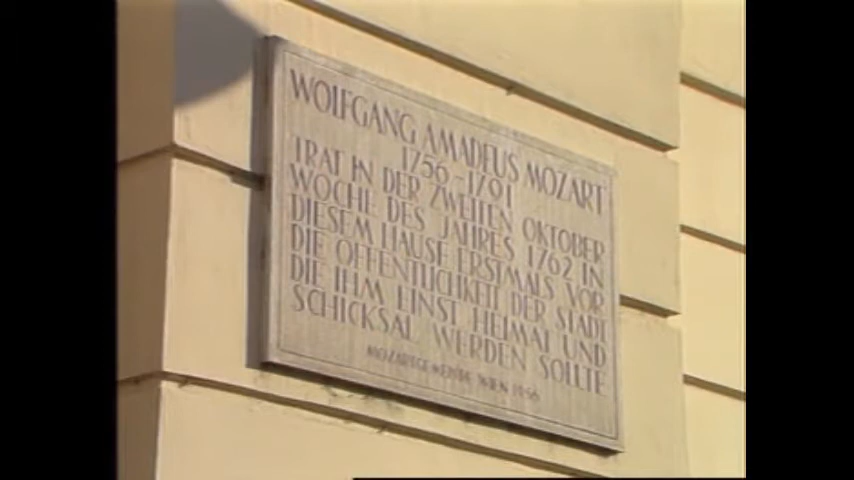 WOLFGANG AMADEUS MOZART
1756-1791
TRAT IN DER ZWEITEN OKTOBER
WOCHE DES JAHRES 1762 IN
DIESEM HAUSE ERSTMALS VOR
DIE ÖFFENTLICHKEIT DER STADT
DIE IHM EINST HEIMAT UND
SCHICKSAL WERDEN SOLLTE
MOZARTGEMEINDE WIEN 1956